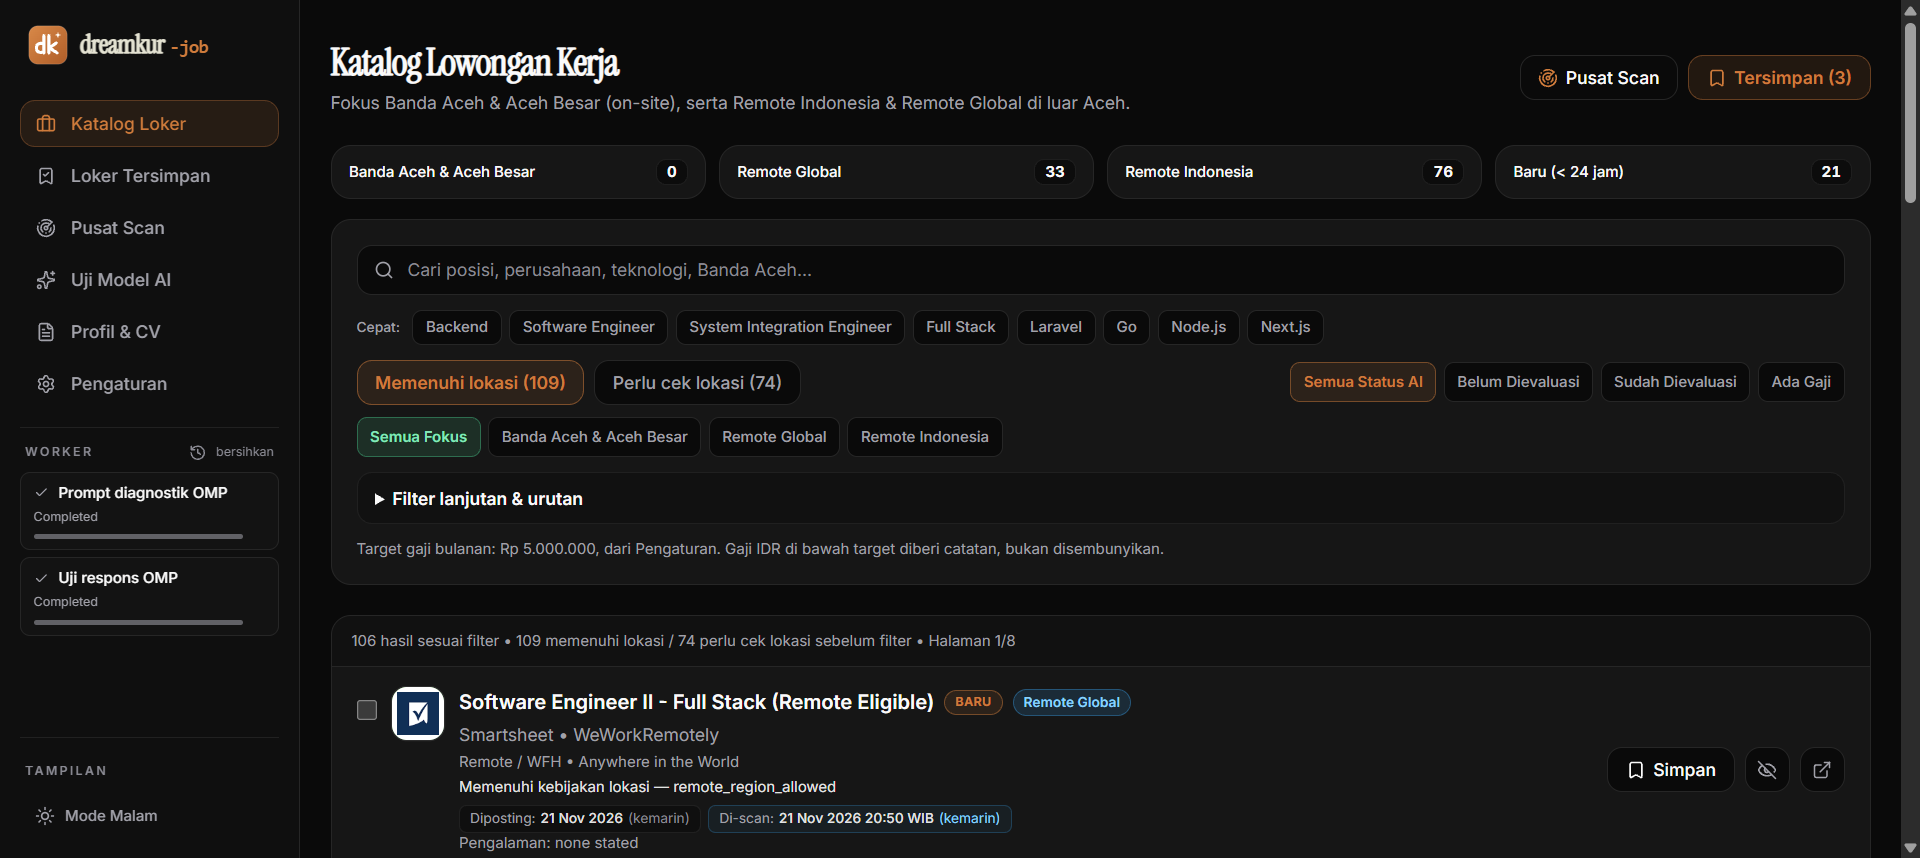 dk dreamkur -job
Katalog Loker
Loker Tersimpan
Pusat Scan
Uji Model AI
Profil & CV
Pengaturan
WORKER bersihkan
Prompt diagnostik OMP
Completed
Uji respons OMP
Completed
TAMPILAN
Mode Malam
Katalog Lowongan Kerja
Fokus Banda Aceh & Aceh Besar (on-site), serta Remote Indonesia & Remote Global di luar Aceh.
Pusat Scan Tersimpan (3)
Banda Aceh & Aceh Besar 0 Remote Global 33 Remote Indonesia 76 Baru (< 24 jam) 21
Cari posisi, perusahaan, teknologi, Banda Aceh...
Cepat: Backend Software Engineer System Integration Engineer Full Stack Laravel Go Node.js Next.js
Memenuhi lokasi (109) Perlu cek lokasi (74) Semua Status AI Belum Dievaluasi Sudah Dievaluasi Ada Gaji
Semua Fokus Banda Aceh & Aceh Besar Remote Global Remote Indonesia
▶ Filter lanjutan & urutan
Target gaji bulanan: Rp 5.000.000, dari Pengaturan. Gaji IDR di bawah target diberi catatan, bukan disembunyikan.
106 hasil sesuai filter • 109 memenuhi lokasi / 74 perlu cek lokasi sebelum filter • Halaman 1/8
Software Engineer II - Full Stack (Remote Eligible) BARU Remote Global
Smartsheet • WeWorkRemotely
Remote / WFH • Anywhere in the World
Memenuhi kebijakan lokasi — remote_region_allowed
Diposting: 21 Nov 2026 (kemarin) Di-scan: 21 Nov 2026 20:50 WIB (kemarin)
Pengalaman: none stated
Simpan